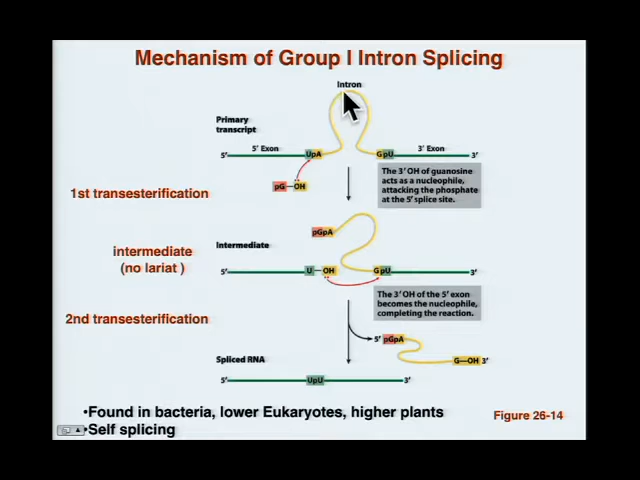 Mechanism of Group I Intron Splicing
Intron
Primary
transcript
5′ Exon
3′ Exon
5′
UpA
GpU
3′
pG
OH
The 3′ OH of guanosine
acts as a nucleophile,
attacking the phosphate
at the 5′ splice site.
1st transesterification
pGpA
intermediate
(no lariat )
Intermediate
5′
U
OH
GpU
3′
The 3′ OH of the 5′ exon
becomes the nucleophile,
completing the reaction.
2nd transesterification
5′
pGpA
G—OH 3′
Spliced RNA
5′
UpU
3′
•Found in bacteria, lower Eukaryotes, higher plants
•Self splicing
Figure 26-14